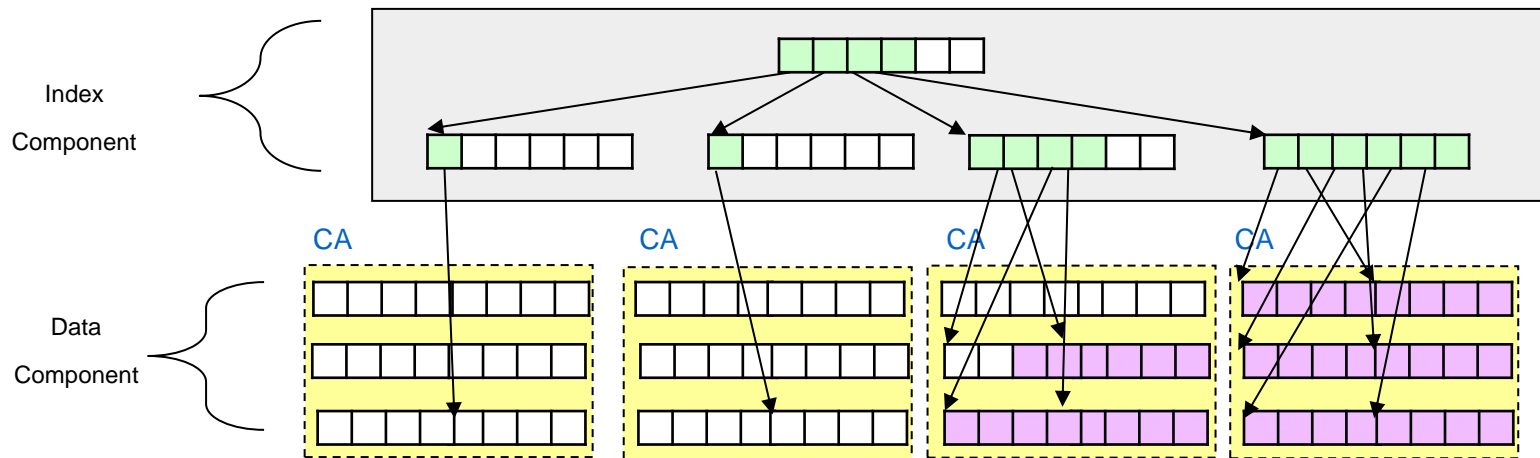 Index
Component
CA
CA
CA
CA
Data
Component